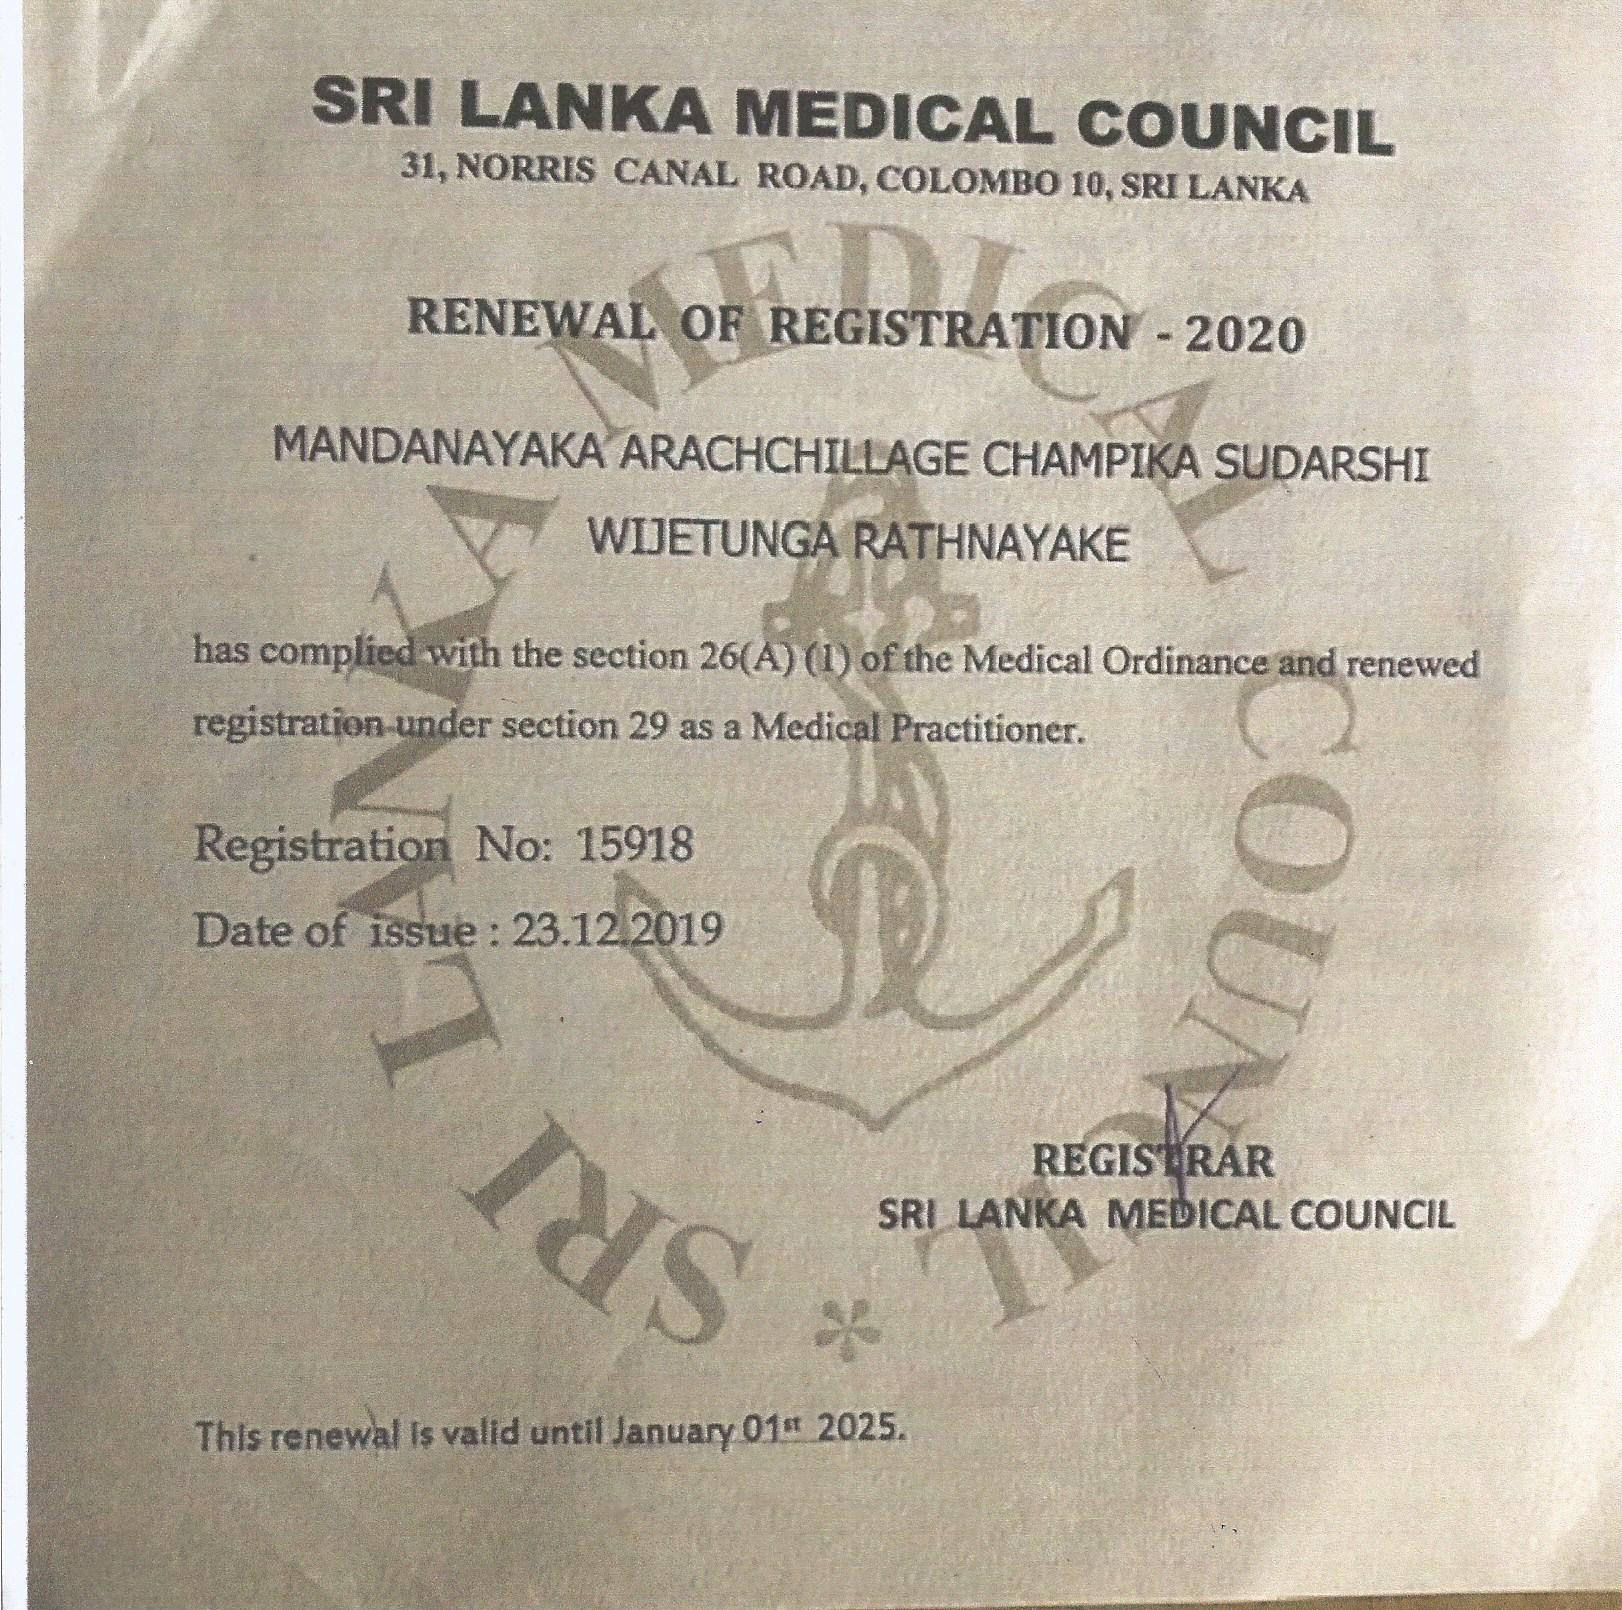 SRI LANKA MEDICAL COUNCIL
31, NORRIS CANAL ROAD, COLOMBO 10, SRI LANKA
RENEWAL OF REGISTRATION - 2020
MANDANAYAKA ARACHCHILLAGE CHAMPIKA SUDARSHI
WIJETUNGA RATHNAYAKE
has complied with the section 26(A) (1) of the Medical Ordinance and renewed
registration under section 29 as a Medical Practitioner.
Registration No: 15918
Date of issue : 23.12.2019
SRI LANKA MEDICAL COUNCIL *
REGISTRAR
SRI LANKA MEDICAL COUNCIL
This renewal is valid until January 01st 2025.